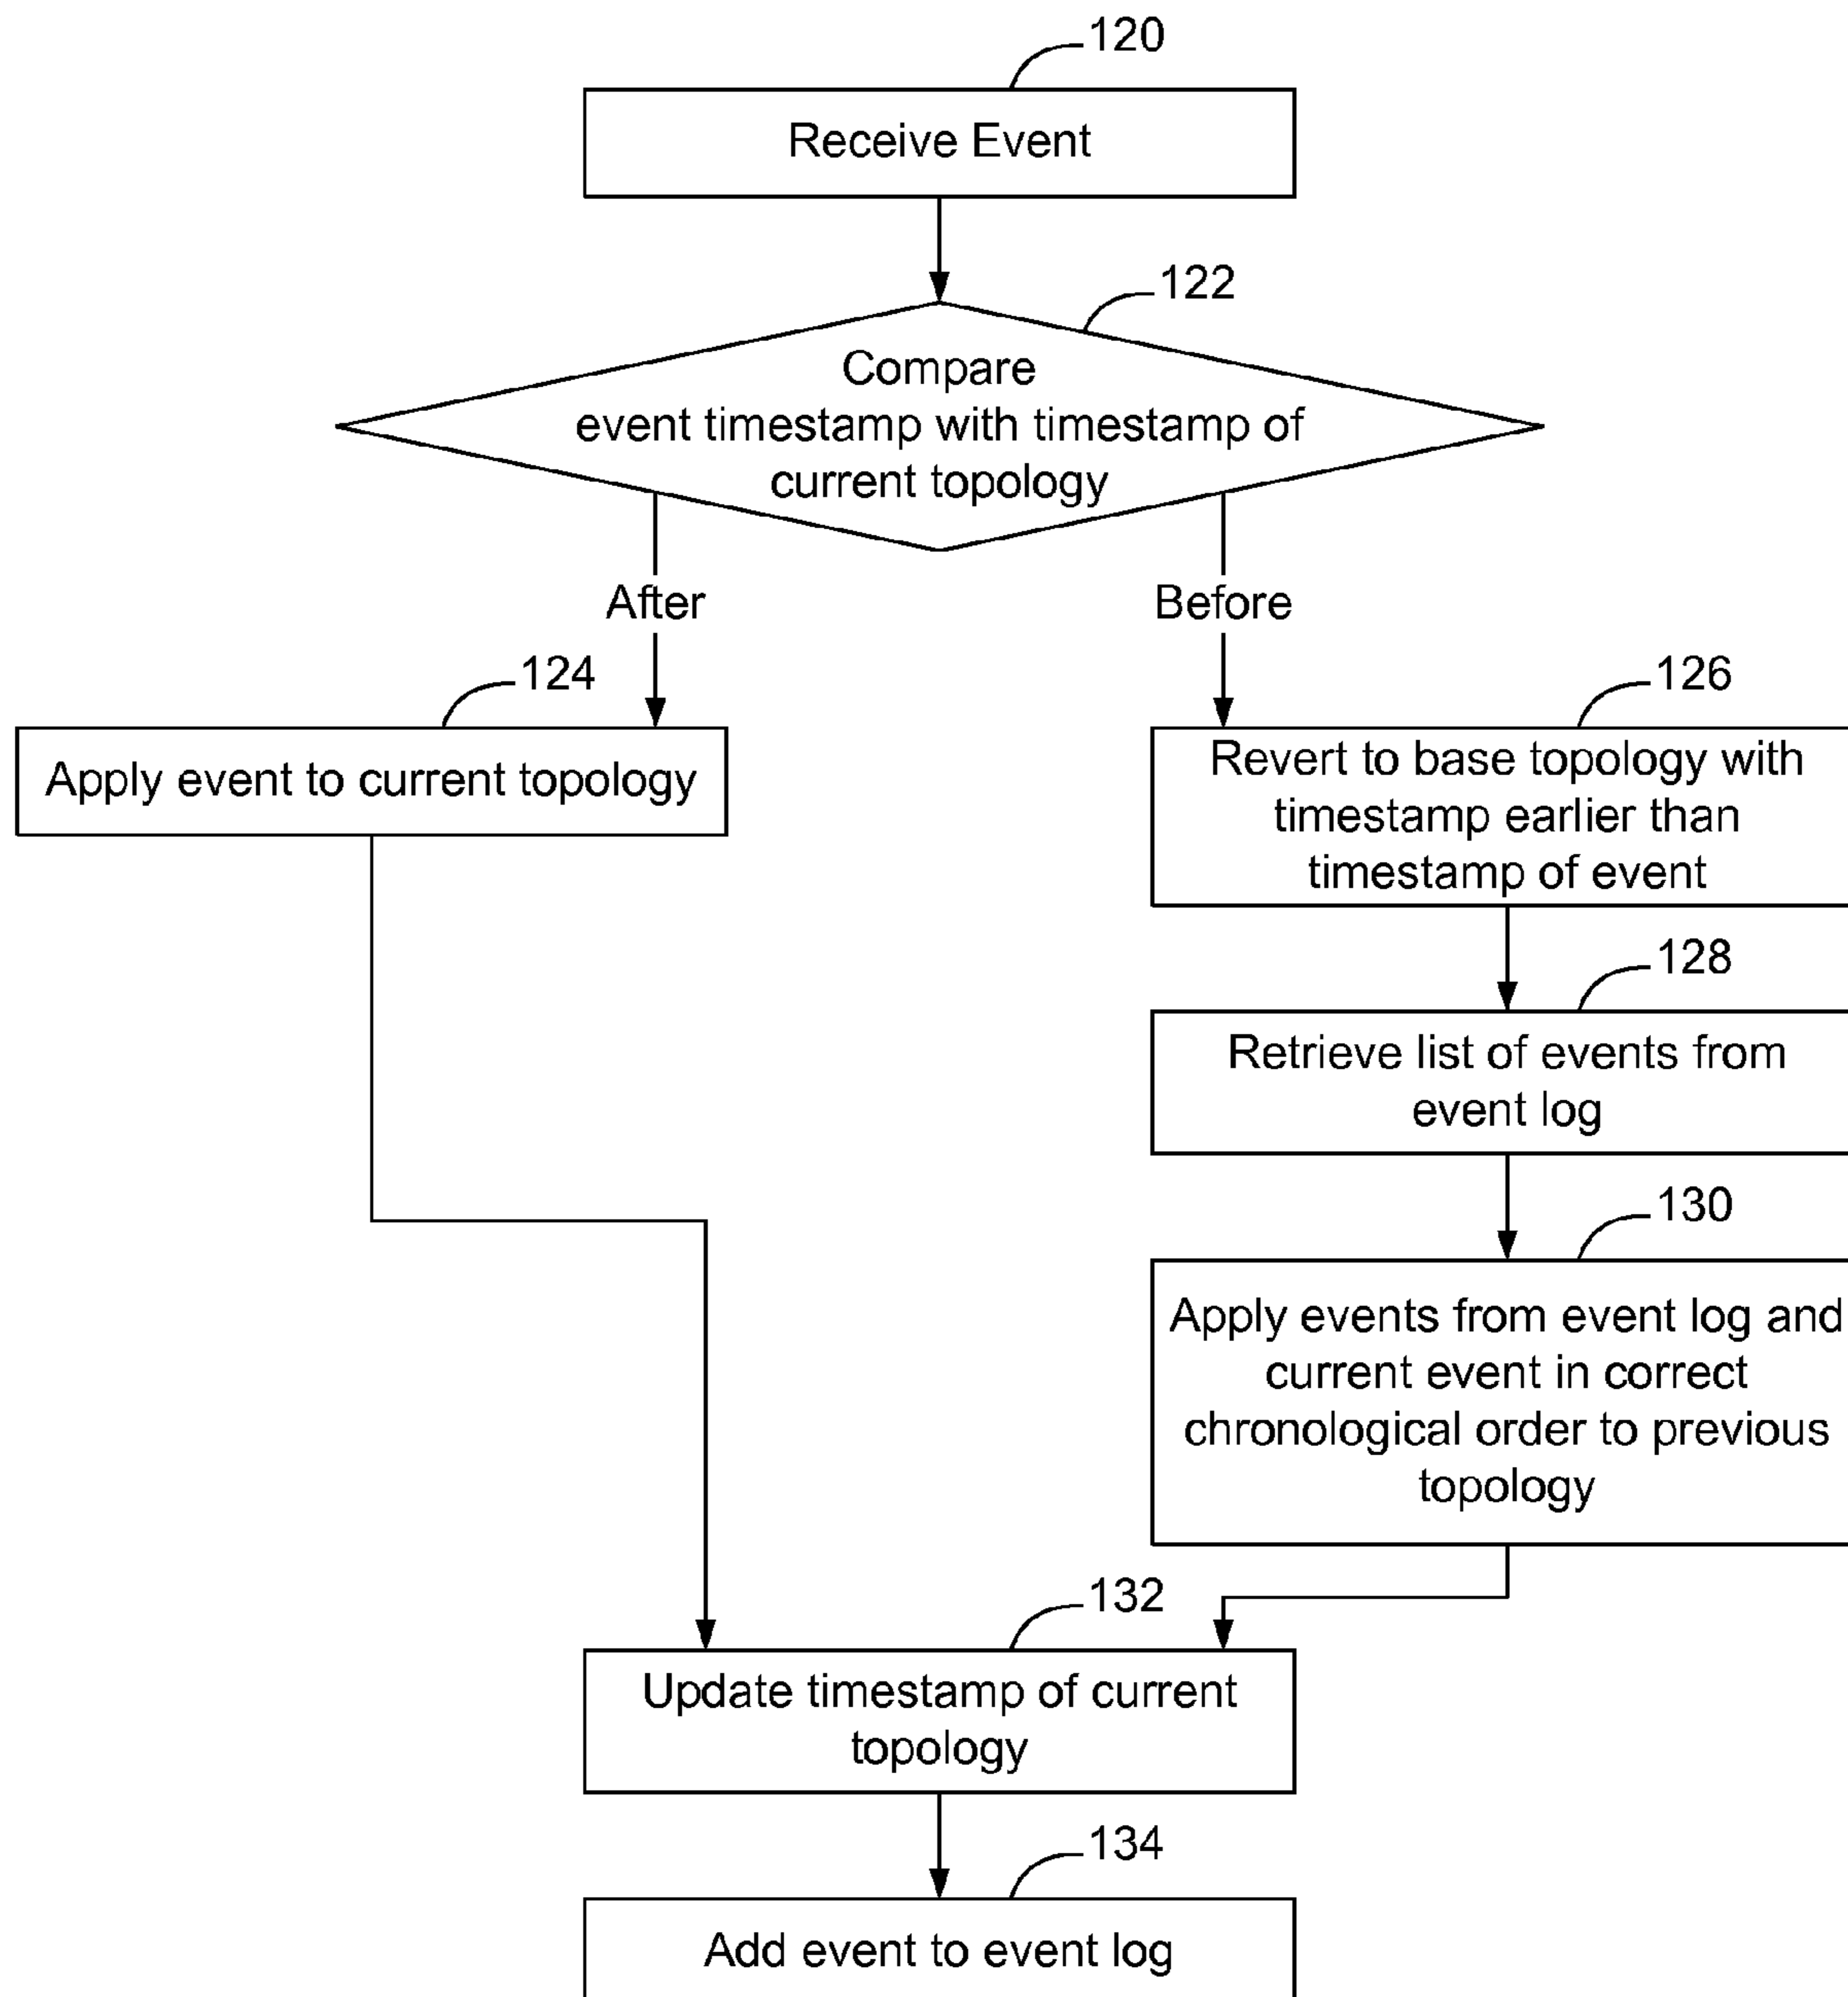 120
Receive Event
122
Compare
event timestamp with timestamp of
current topology
After
Before
124
Apply event to current topology
126
Revert to base topology with
timestamp earlier than
timestamp of event
128
Retrieve list of events from
event log
130
Apply events from event log and
current event in correct
chronological order to previous
topology
132
Update timestamp of current
topology
134
Add event to event log